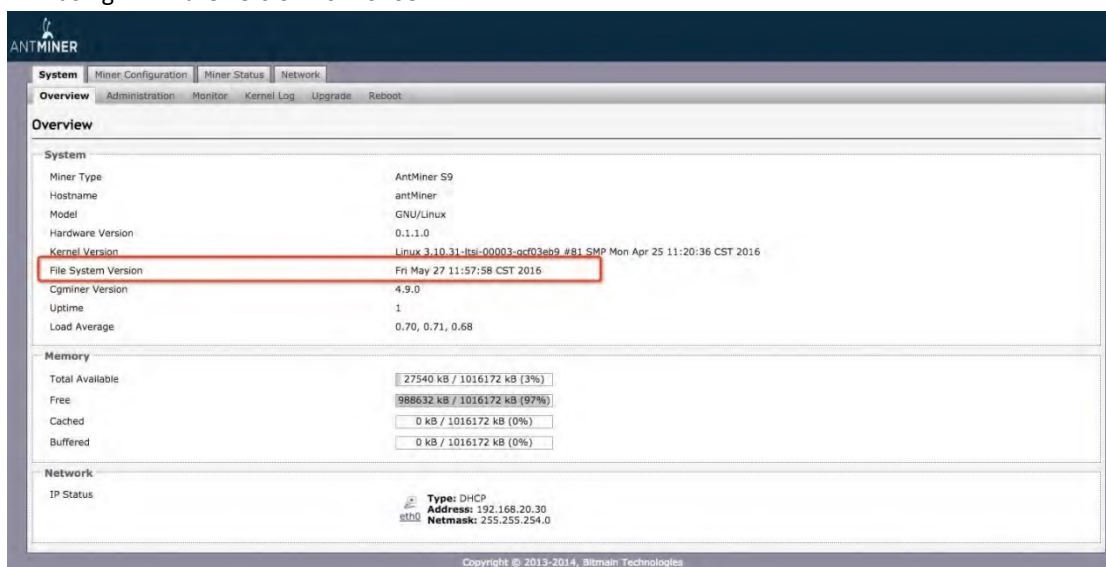 ANTMINER
System Miner Configuration Miner Status Network
Overview Administration Monitor Kernel Log Upgrade Reboot
Overview
System
Miner Type AntMiner S9
Hostname antMiner
Model GNU/Linux
Hardware Version 0.1.1.0
Kernel Version Linux 3.10.31-ltsi-00003-gcf03eb9 #81 SMP Mon Apr 25 11:20:36 CST 2016
File System Version Fri May 27 11:57:58 CST 2016
Cgminer Version 4.9.0
Uptime 1
Load Average 0.70, 0.71, 0.68
Memory
Total Available 27540 kB / 1016172 kB (3%)
Free 988632 kB / 1016172 kB (97%)
Cached 0 kB / 1016172 kB (0%)
Buffered 0 kB / 1016172 kB (0%)
Network
IP Status
Type: DHCP
Address: 192.168.20.30
eth0 Netmask: 255.255.254.0
Copyright © 2013-2014, Bitmain Technologies